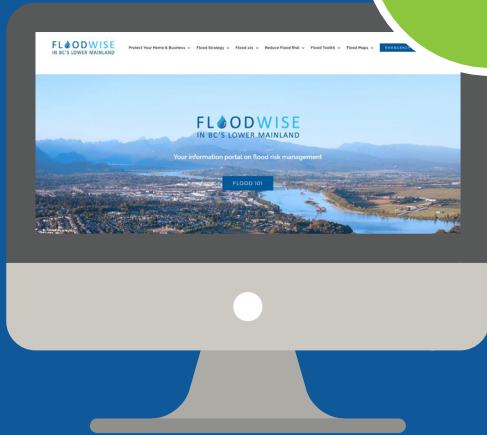 FLOODWISE
IN BC'S LOWER MAINLAND
Protect Your Home & Business Flood Strategy Flood 101 Reduce Flood Risk Flood Toolkit Flood Maps
FLOODWISE
IN BC'S LOWER MAINLAND
Your information portal on flood risk management
FLOOD 101